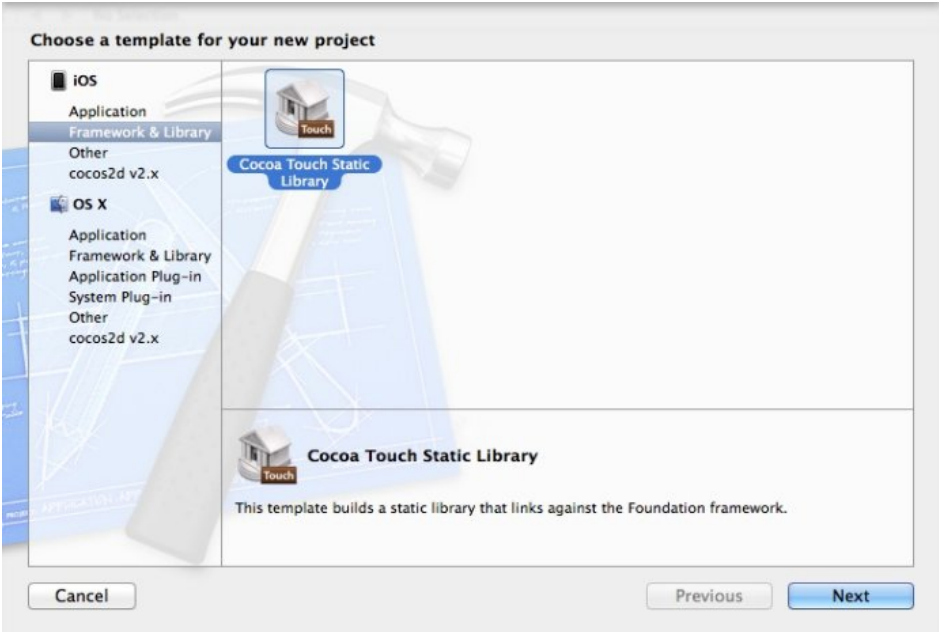 No Selection
Choose a template for your new project
iOS
Application
Framework & Library
Other
cocos2d v2.x
OS X
Application
Framework & Library
Application Plug-in
System Plug-in
Other
cocos2d v2.x
Touch
Cocoa Touch Static
Library
Touch
Cocoa Touch Static Library
This template builds a static library that links against the Foundation framework.
Cancel
Previous
Next